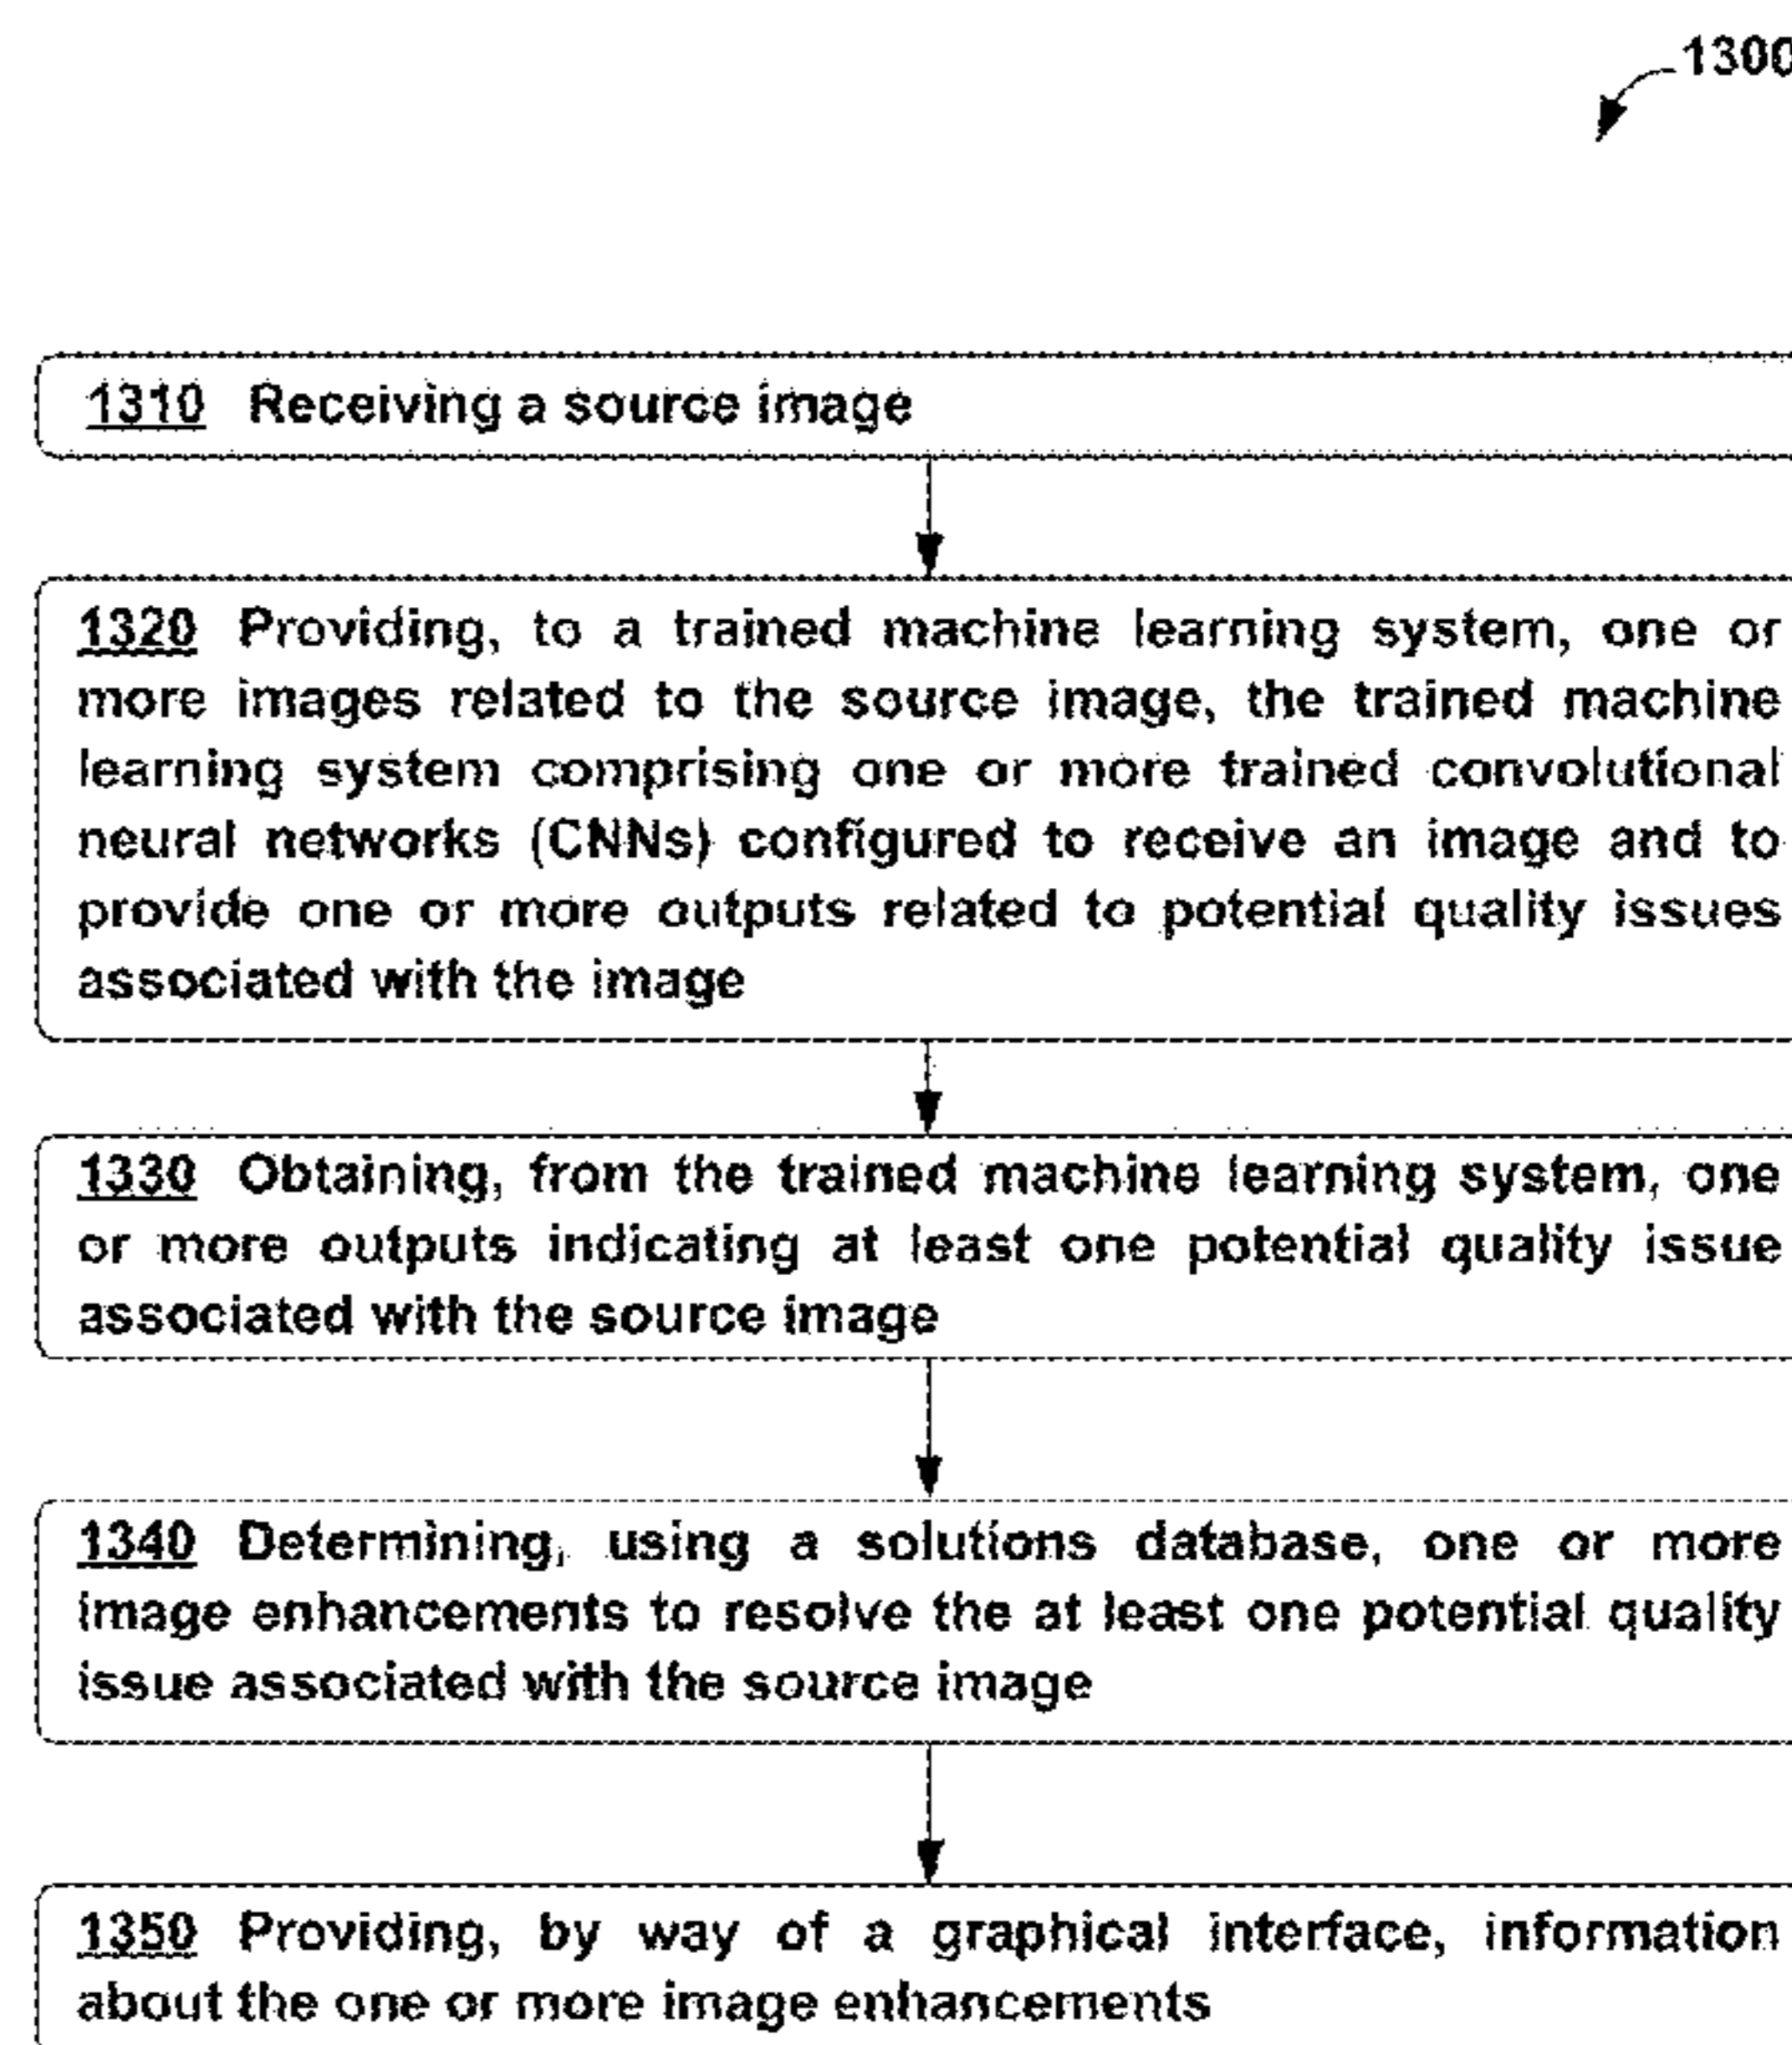 1300
1310 Receiving a source image
1320 Providing, to a trained machine learning system, one or
more images related to the source image, the trained machine
learning system comprising one or more trained convolutional
neural networks (CNNs) configured to receive an image and to
provide one or more outputs related to potential quality issues
associated with the image
1330 Obtaining, from the trained machine learning system, one
or more outputs indicating at least one potential quality issue
associated with the source image
1340 Determining, using a solutions database, one or more
image enhancements to resolve the at least one potential quality
issue associated with the source image
1350 Providing, by way of a graphical interface, information
about the one or more image enhancements